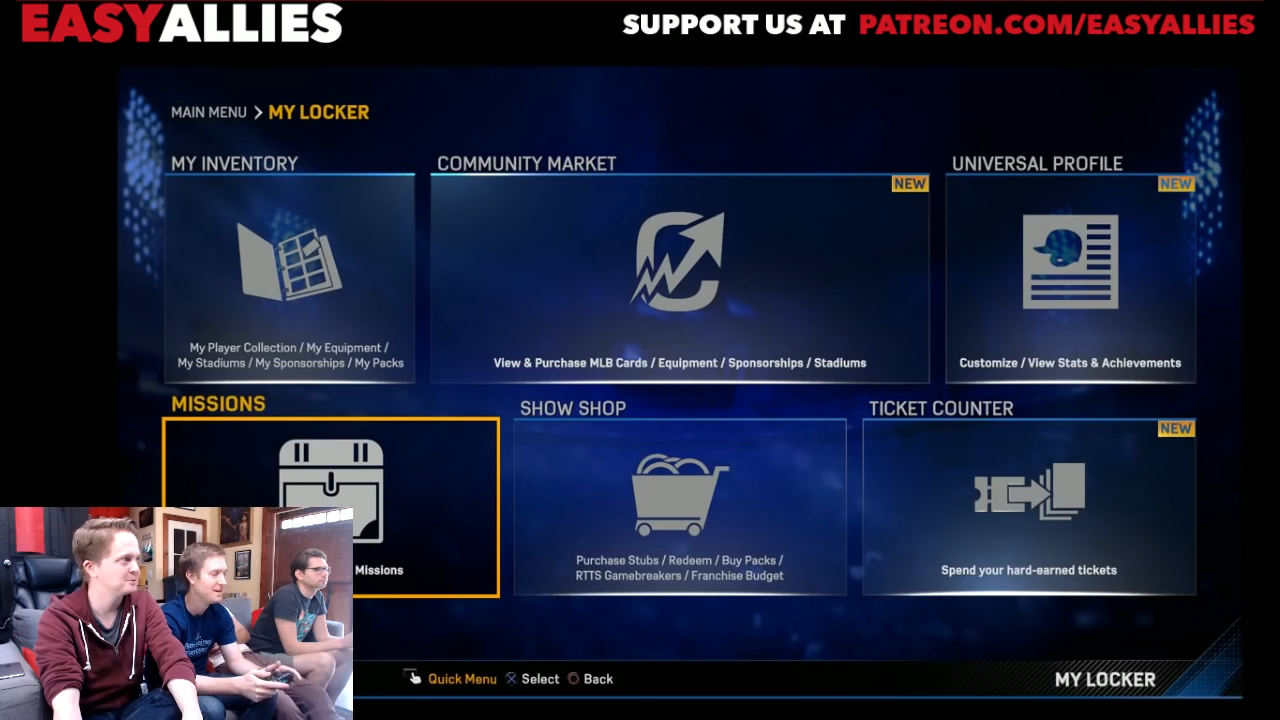 EASYALLIES
SUPPORT US AT PATREON.COM/EASYALLIES
MAIN MENU > MY LOCKER
MY INVENTORY
My Player Collection / My Equipment /
My Stadiums / My Sponsorships / My Packs
COMMUNITY MARKET
NEW
View & Purchase MLB Cards / Equipment / Sponsorships / Stadiums
UNIVERSAL PROFILE
NEW
Customize / View Stats & Achievements
MISSIONS
Missions
SHOW SHOP
Purchase Stubs / Redeem / Buy Packs /
RTTS Gamebreakers / Franchise Budget
TICKET COUNTER
NEW
Spend your hard-earned tickets
Quick Menu Select Back
MY LOCKER